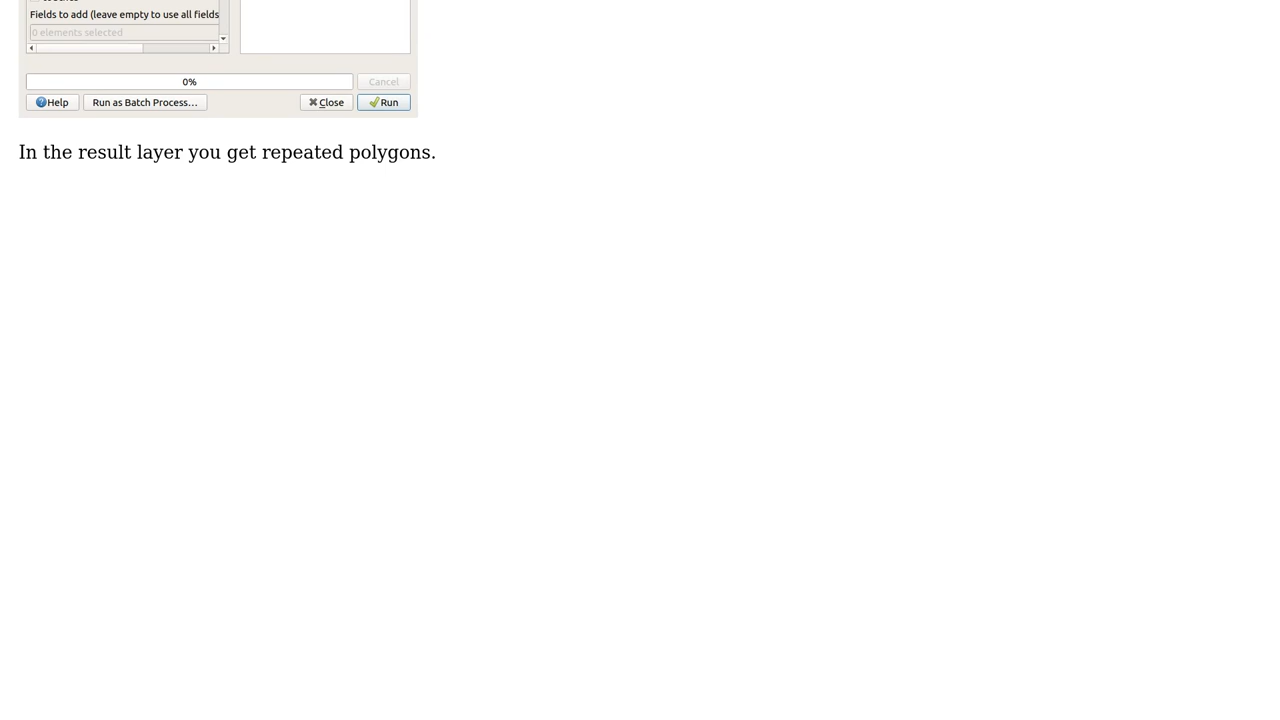 Fields to add (leave empty to use all fields
0 elements selected
0%
Cancel
Help
Run as Batch Process...
Close
Run
In the result layer you get repeated polygons.